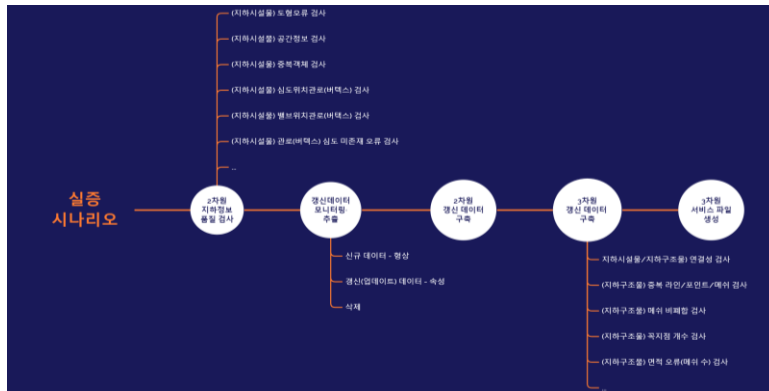 (지하시설물) 도형오류 검사
(지하시설물) 공간정보 검사
(지하시설물) 중복객체 검사
(지하시설물) 심도위치관로(버텍스) 검사
(지하시설물) 밸브위치관로(버텍스) 검사
(지하시설물) 관로(버텍스) 심도 미존재 오류 검사
..
실증
시나리오
2차원
지하정보
품질 검사
갱신데이터
모니터링·
추출
2차원
갱신 데이터
구축
3차원
갱신 데이터
구축
3차원
서비스 파일
생성
신규 데이터 - 형상
갱신(업데이트) 데이터 - 속성
삭제
지하시설물/지하구조물) 연결성 검사
(지하구조물) 중복 라인/포인트/메쉬 검사
(지하구조물) 메쉬 비폐합 검사
(지하구조물) 꼭지점 개수 검사
(지하구조물) 면적 오류(메쉬 수) 검사
..